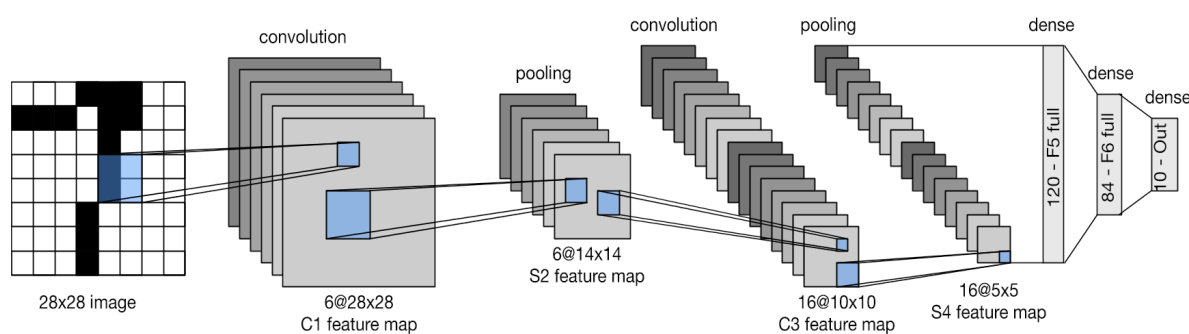 convolution
pooling
convolution
pooling
dense
dense
dense
28x28 image
6@28x28
C1 feature map
6@14x14
S2 feature map
16@10x10
C3 feature map
16@5x5
S4 feature map
120 - F5 full
84 - F6 full
10 - Out